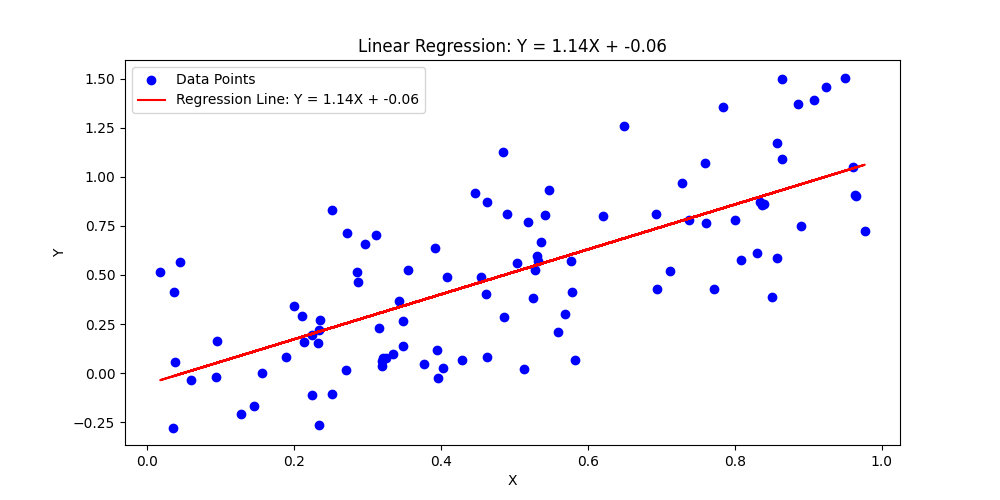 Linear Regression: Y = 1.14X + -0.06
Data Points
Regression Line: Y = 1.14X + -0.06
1.50
1.25
1.00
0.75
0.50
0.25
0.00
−0.25
Y
0.0 0.2 0.4 0.6 0.8 1.0
X